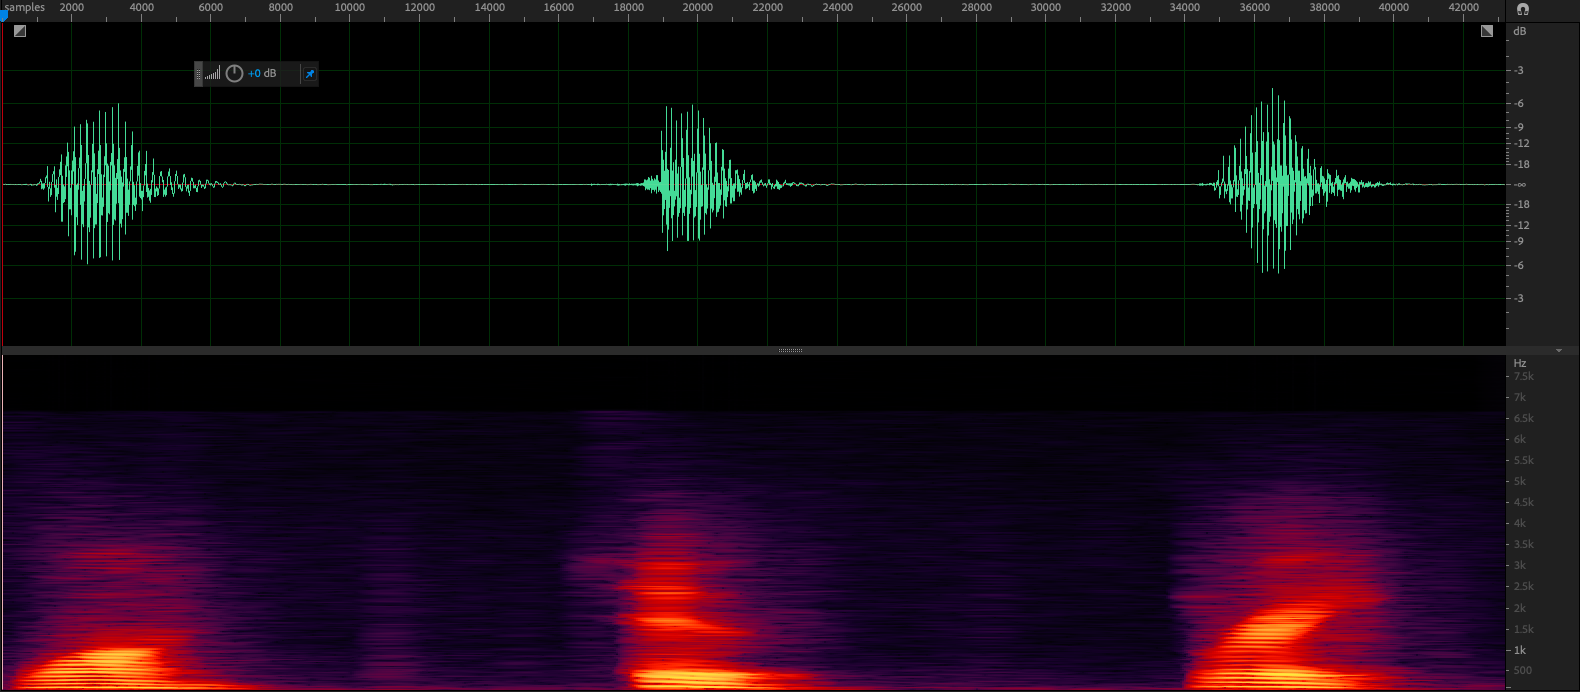 samples 2000 4000 6000 8000 10000 12000 14000 16000 18000 20000 22000 24000 26000 28000 30000 32000 34000 36000 38000 40000 42000
dB
+0 dB
-3
-6
-9
-12
-18
-∞
-18
-12
-9
-6
-3
Hz
7.5k
7k
6.5k
6k
5.5k
5k
4.5k
4k
3.5k
3k
2.5k
2k
1.5k
1k
500